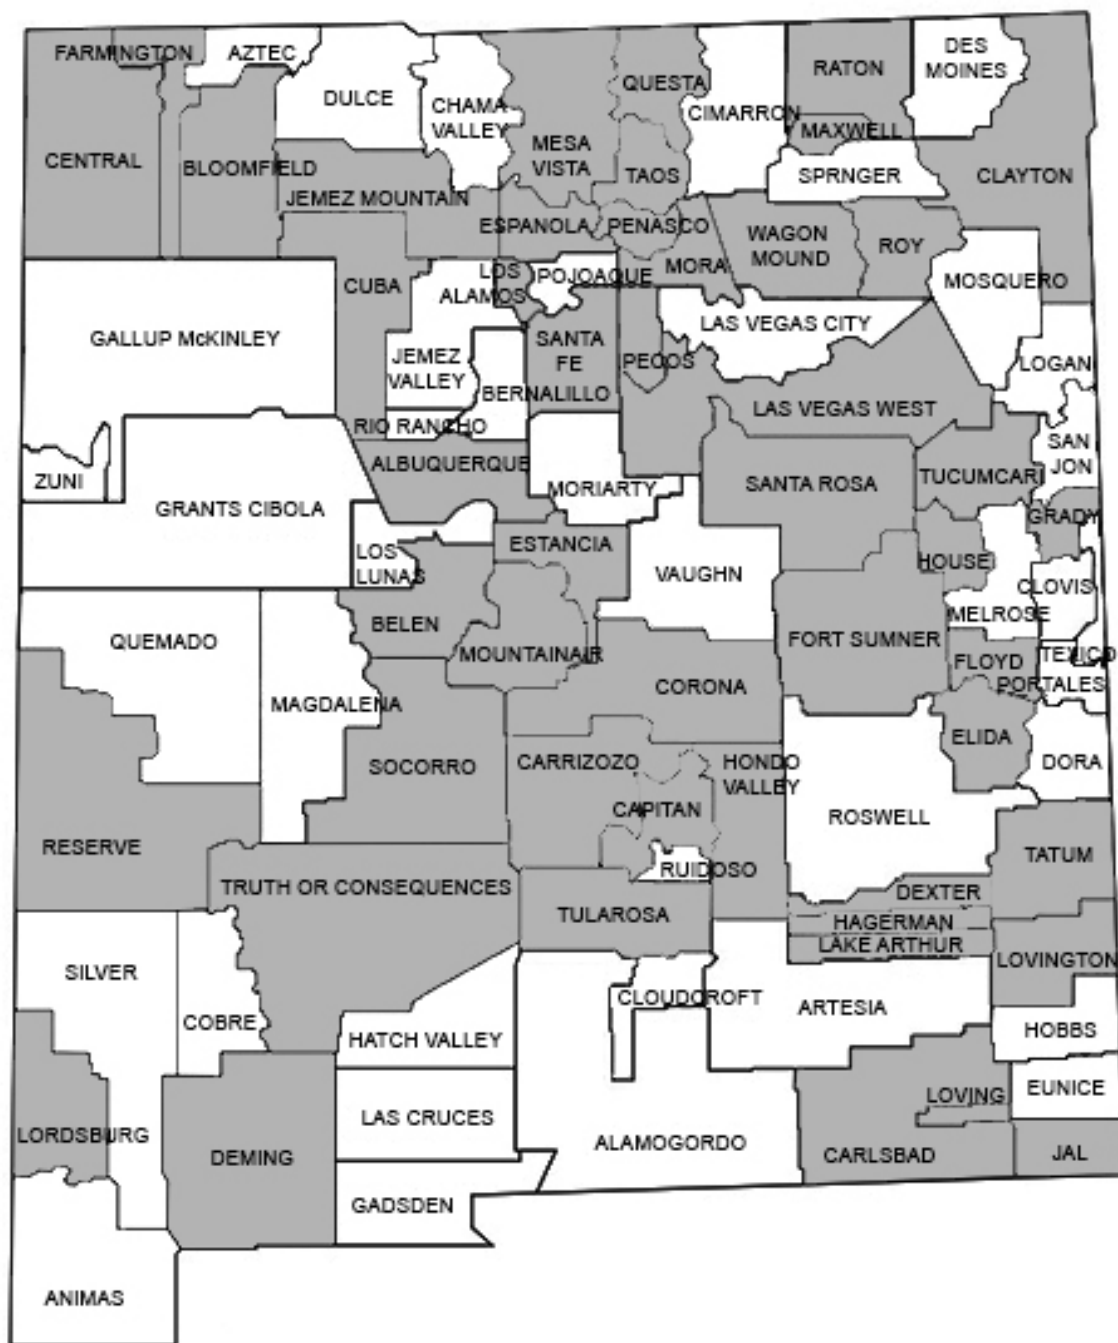 FARMINGTON
AZTEC
DULCE
CHAMA
VALLEY
MESA
VISTA
QUESTA
CIMARRON
RATON
DES
MOINES
MAXWELL
SPRNGER
CENTRAL
BLOOMFIELD
JEMEZ MOUNTAIN
TAOS
CLAYTON
ESPANOLA
PENASCO
WAGON
MOUND
ROY
CUBA
LOS
ALAMOS
POJOAQUE
MORA
MOSQUERO
GALLUP McKINLEY
JEMEZ
VALLEY
SANTA
FE
PECOS
LAS VEGAS CITY
LOGAN
BERNALILLO
RIO RANCHO
LAS VEGAS WEST
SAN
JON
ZUNI
ALBUQUERQUE
MORIARTY
SANTA ROSA
TUCUMCARI
GRANTS CIBOLA
GRADY
LOS
LUNAS
ESTANCIA
VAUGHN
HOUSE
CLOVIS
QUEMADO
BELEN
MOUNTAINAIR
FORT SUMNER
MELROSE
FLOYD
TEXICO
PORTALES
MAGDALENA
CORONA
SOCORRO
CARRIZOZO
HONDO
VALLEY
ELIDA
DORA
CAPITAN
ROSWELL
RESERVE
RUIDOSO
TATUM
TRUTH OR CONSEQUENCES
TULAROSA
DEXTER
HAGERMAN
LAKE ARTHUR
LOVINGTON
SILVER
COBRE
CLOUDCROFT
ARTESIA
HATCH VALLEY
HOBBS
LORDSBURG
LAS CRUCES
ALAMOGORDO
LOVING
EUNICE
DEMING
CARLSBAD
JAL
GADSDEN
ANIMAS